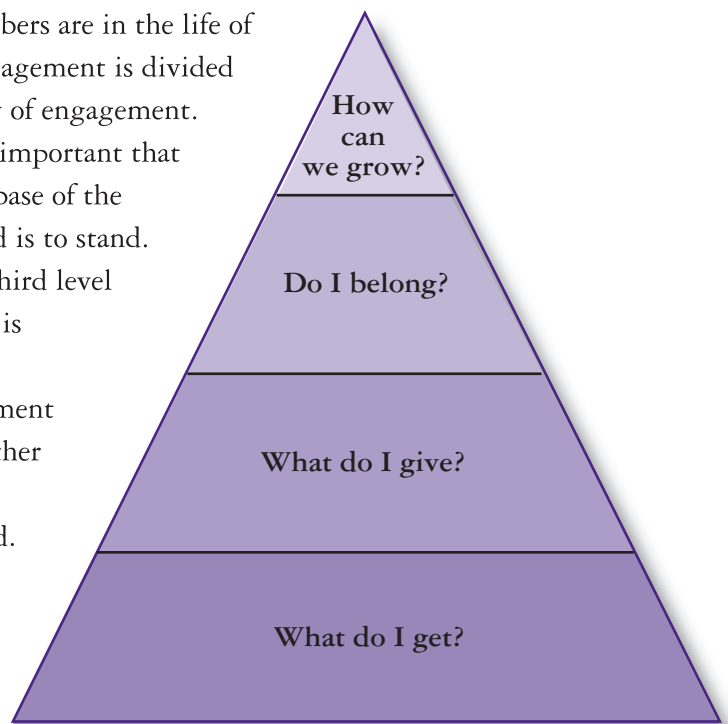 bers are in the life of
agement is divided
of engagement.
important that
base of the
is to stand.
hird level
is
ment
her
d.
How
can
we grow?
Do I belong?
What do I give?
What do I get?